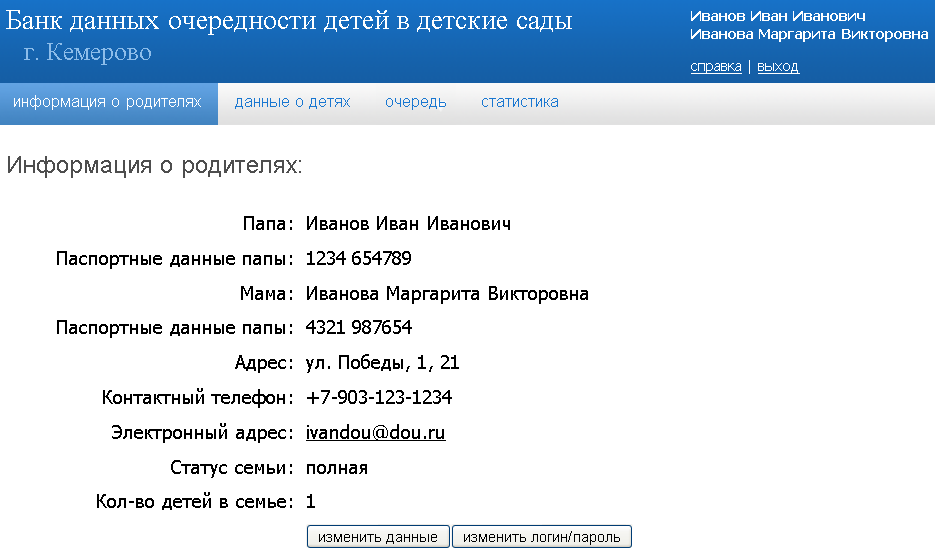 Банк данных очередности детей в детские сады
г. Кемерово
Иванов Иван Иванович
Иванова Маргарита Викторовна
справка | выход
информация о родителях данные о детях очередь статистика
Информация о родителях:
Папа: Иванов Иван Иванович
Паспортные данные папы: 1234 654789
Мама: Иванова Маргарита Викторовна
Паспортные данные папы: 4321 987654
Адрес: ул. Победы, 1, 21
Контактный телефон: +7-903-123-1234
Электронный адрес: ivandou@dou.ru
Статус семьи: полная
Кол-во детей в семье: 1
изменить данные изменить логин/пароль